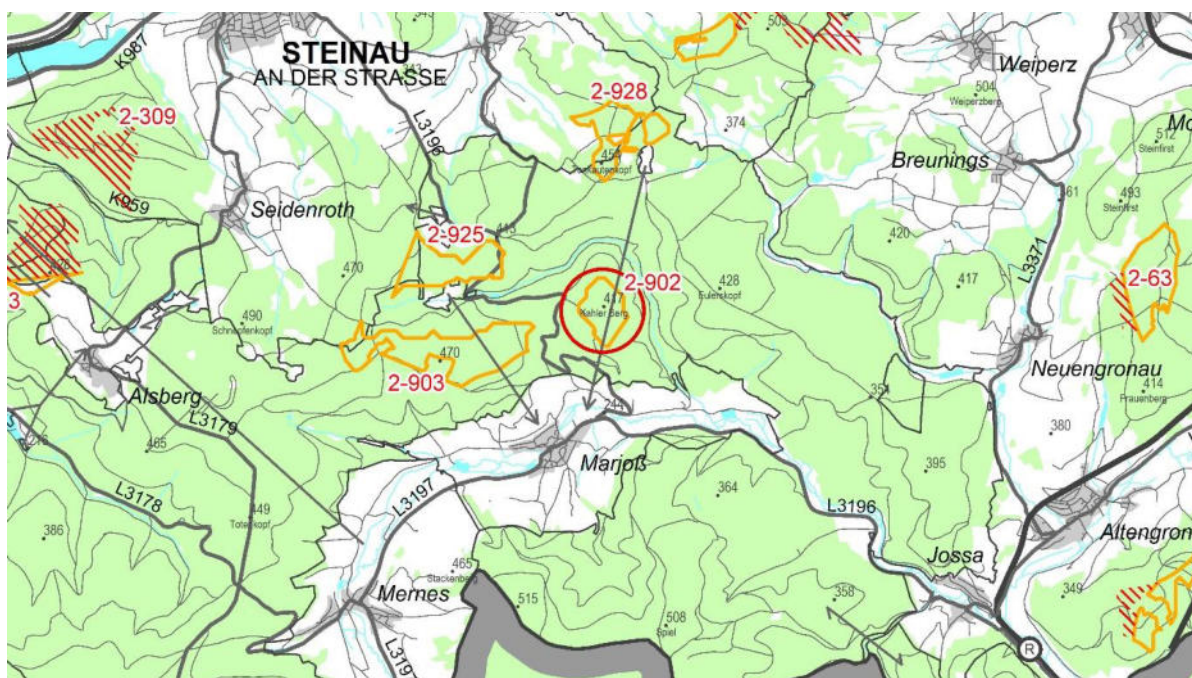 STEINAU
AN DER STRASSE
K987
343
L3196
2-309
K959
Seidenroth
2-928
503
Weiperz
504
Weiperzberg
374
Breunings
512
Steinfirst
493
Steinfirst
L3371
2-925
470
420
417
2-63
2-902
417
Kahler Berg
428
Eulerskopf
490
Schnepfenkopf
470
2-903
3
Alsberg
465
L3179
244
351
Neuengronau
414
Frauenberg
380
Marjoß
395
364
L3197
L3196
L3178
449
Totenkopf
386
Altengron
Jossa
465
Stackenberg
Mernes
515
508
Spiel
358
349
R